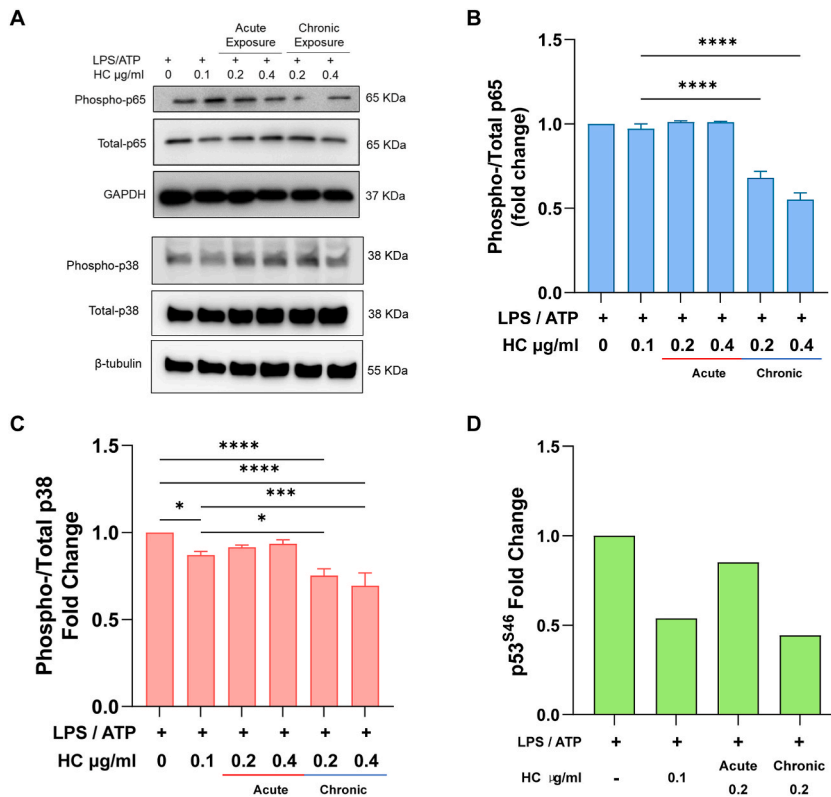 A
Acute
Exposure
Chronic
Exposure
LPS/ATP + + + + + +
HC µg/ml 0 0.1 0.2 0.4 0.2 0.4
Phospho-p65 65 KDa
Total-p65 65 KDa
GAPDH 37 KDa
Phospho-p38 38 KDa
Total-p38 38 KDa
β-tubulin 55 KDa
B
Phospho-/Total p65
(fold change)
1.5
1.0
0.5
0.0
****
****
LPS / ATP + + + + + +
HC µg/ml 0 0.1 0.2 0.4 0.2 0.4
Acute Chronic
C
Phospho-/Total p38
Fold Change
1.5
1.0
0.5
0.0
****
****
***
* *
LPS / ATP + + + + + +
HC µg/ml 0 0.1 0.2 0.4 0.2 0.4
Acute Chronic
D
p53S46 Fold Change
1.5
1.0
0.5
0.0
LPS / ATP + + + +
HC µg/ml - 0.1 Acute 0.2 Chronic 0.2